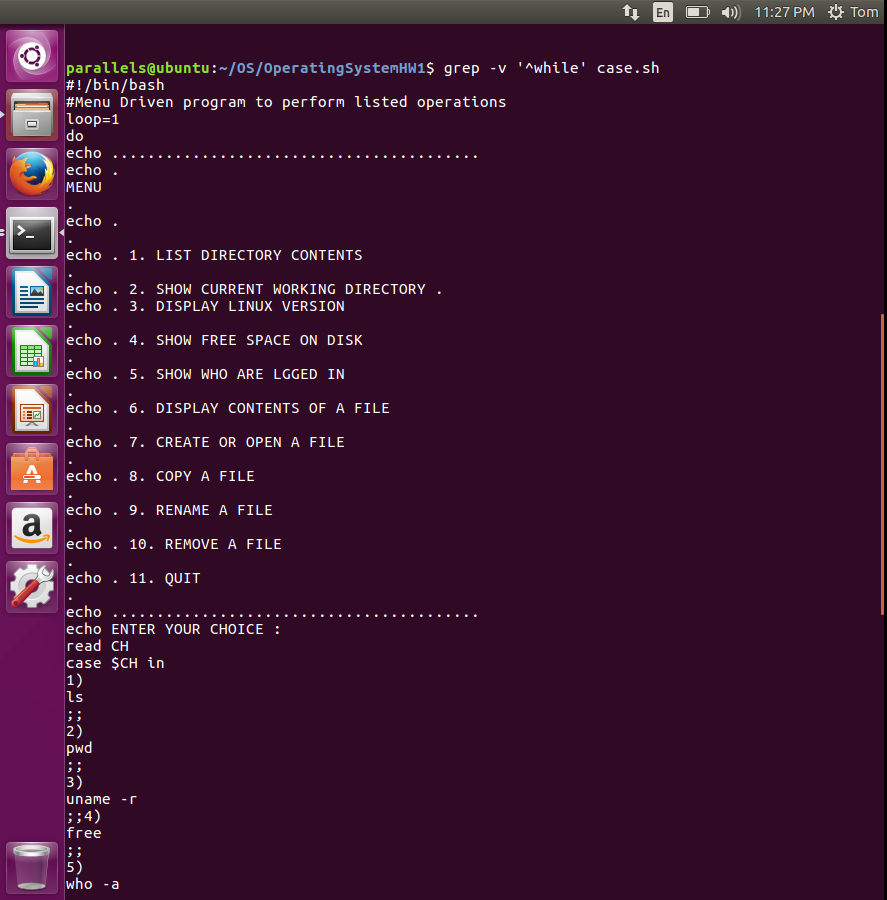 En 11:27 PM Tom
parallels@ubuntu:~/OS/OperatingSystemHW1$ grep -v '^while' case.sh
#!/bin/bash
#Menu Driven program to perform listed operations
loop=1
do
echo .........................................
echo .
MENU
.
echo .
.
echo . 1. LIST DIRECTORY CONTENTS
.
echo . 2. SHOW CURRENT WORKING DIRECTORY .
echo . 3. DISPLAY LINUX VERSION
.
echo . 4. SHOW FREE SPACE ON DISK
.
echo . 5. SHOW WHO ARE LGGED IN
.
echo . 6. DISPLAY CONTENTS OF A FILE
.
echo . 7. CREATE OR OPEN A FILE
.
echo . 8. COPY A FILE
.
echo . 9. RENAME A FILE
.
echo . 10. REMOVE A FILE
.
echo . 11. QUIT
.
echo .........................................
echo ENTER YOUR CHOICE :
read CH
case $CH in
1)
ls
;;
2)
pwd
;;
3)
uname -r
;;4)
free
;;
5)
who -a